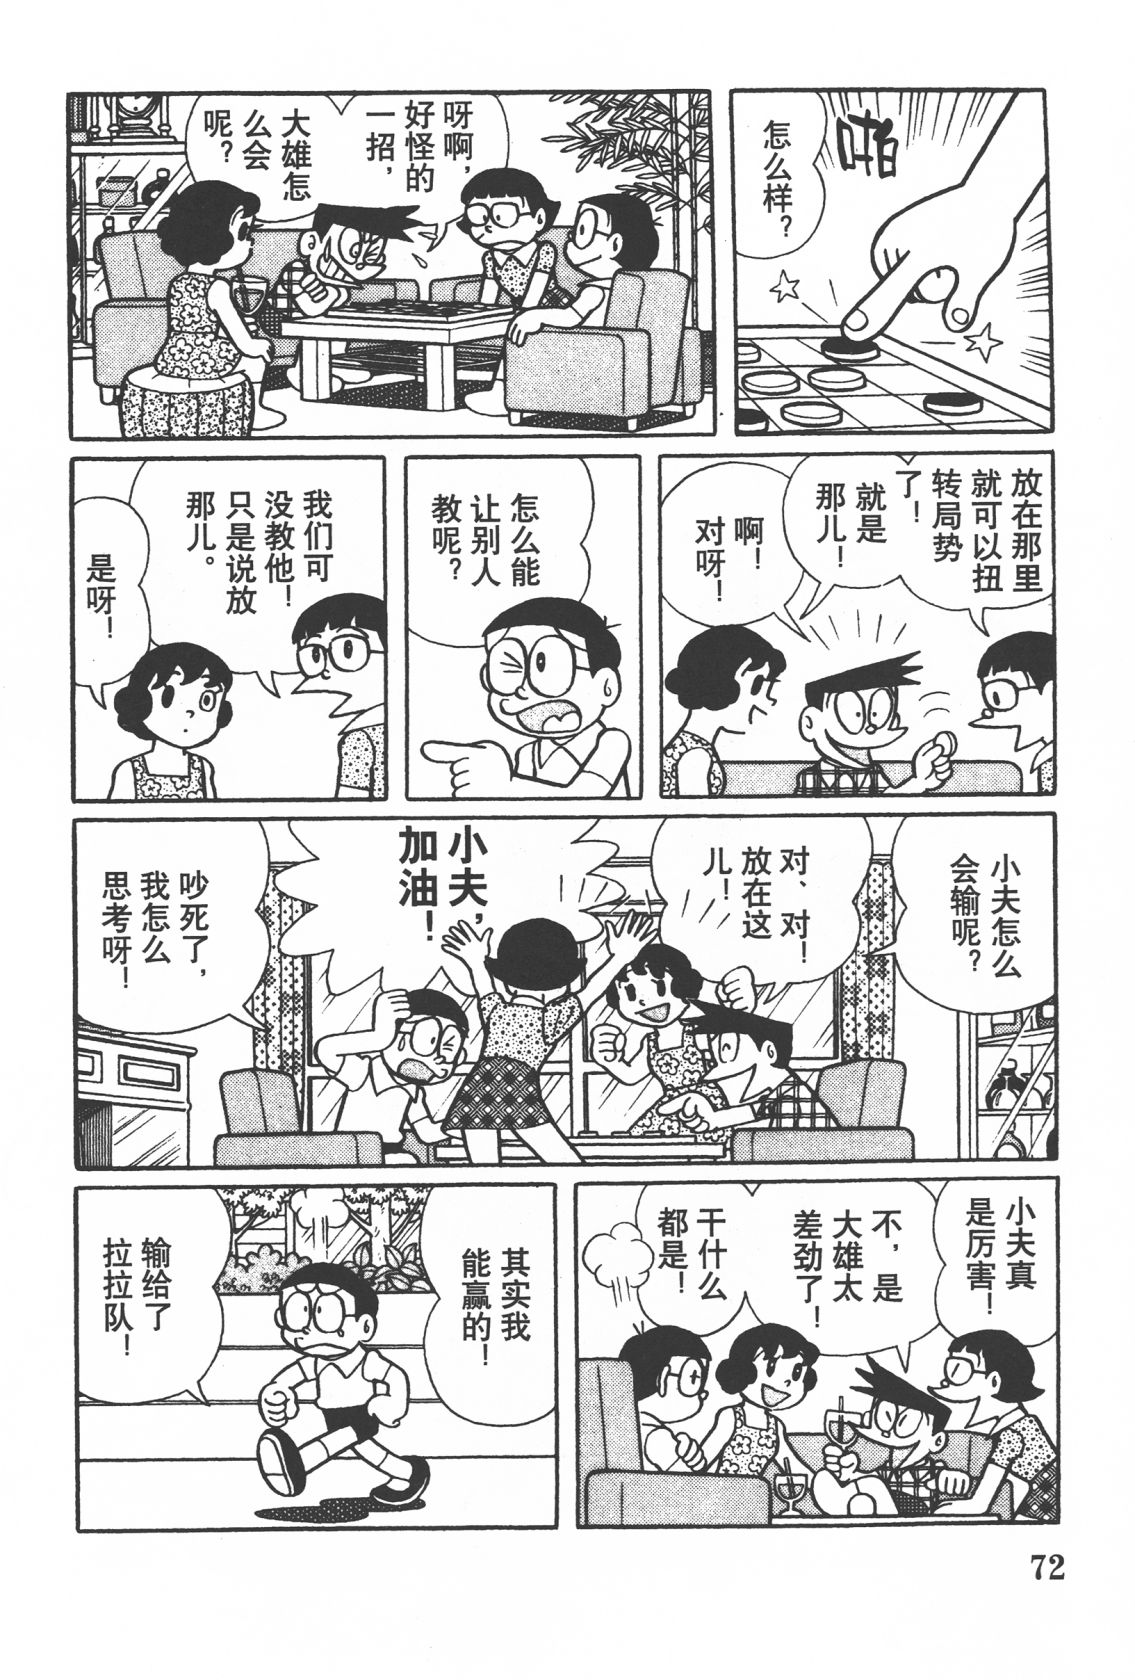 怎么样？
啪
呀啊，
好怪的
一招，
大雄怎
么会
呢？
放在那里
就可以扭
转局势
了！
就是
那儿！
啊！
对呀！
怎么能
让别人
教呢？
我们可
没教他！
只是说放
那儿。
是呀！
小夫怎么
会输呢？
对、对！
放在这
儿！
小夫，
加油！
吵死了，
我怎么
思考呀！
小夫真
是厉害！
不，是
大雄太
差劲了！
干什么
都是！
其实我
能赢的！
输给了
拉拉队！
72